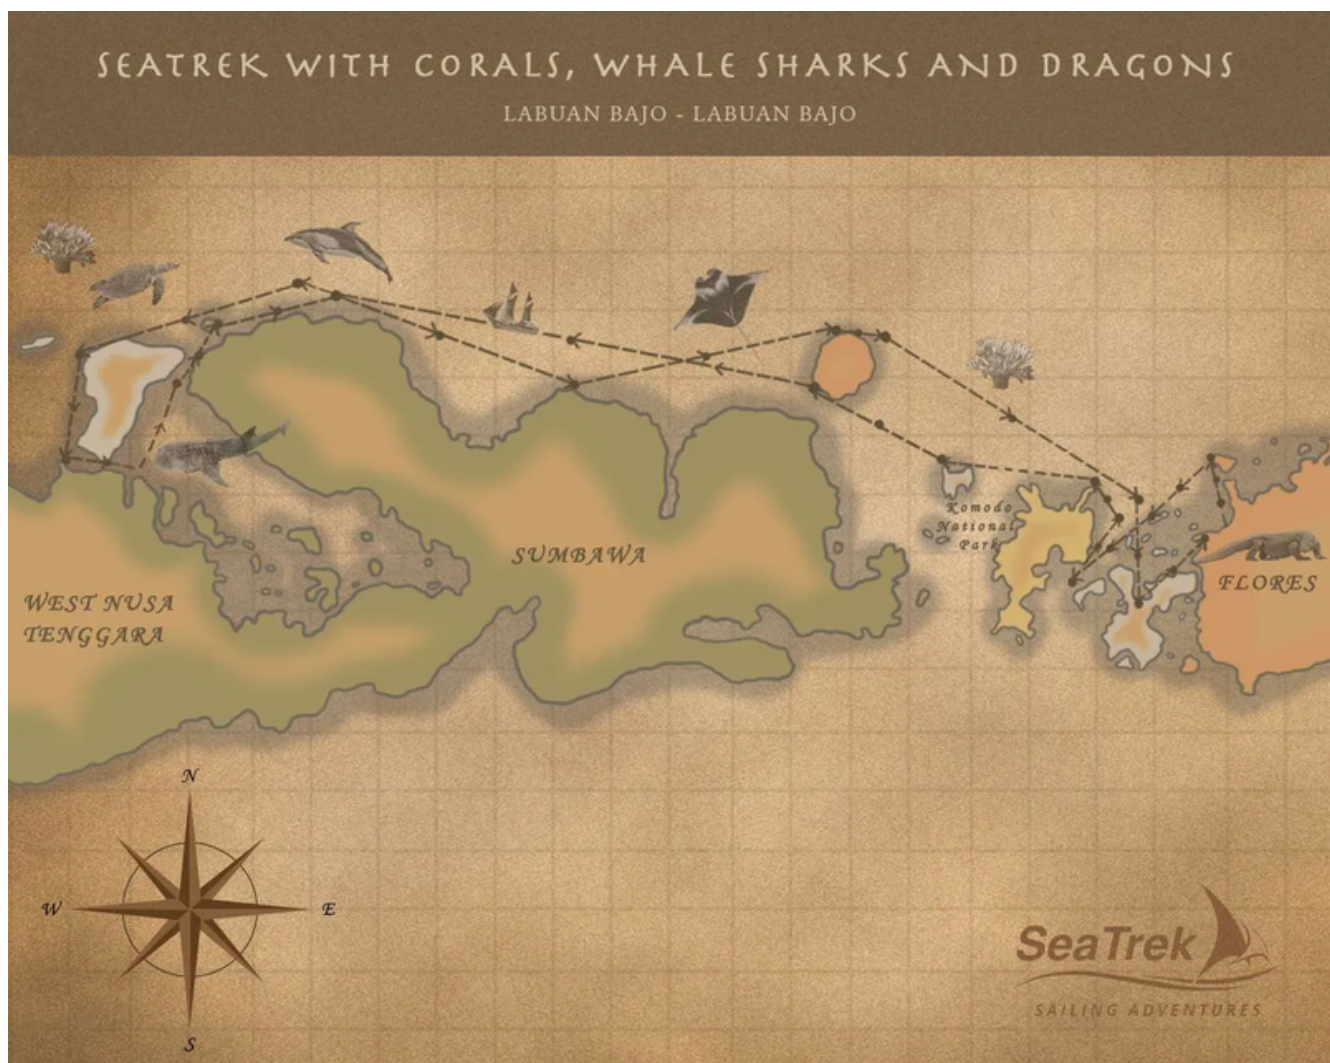 SEATREK WITH CORALS, WHALE SHARKS AND DRAGONS
LABUAN BAJO - LABUAN BAJO
Komodo
National
Park
SUMBAWA
FLORES
WEST NUSA
TENGGARA
N
W
E
S
SeaTrek
SAILING ADVENTURES